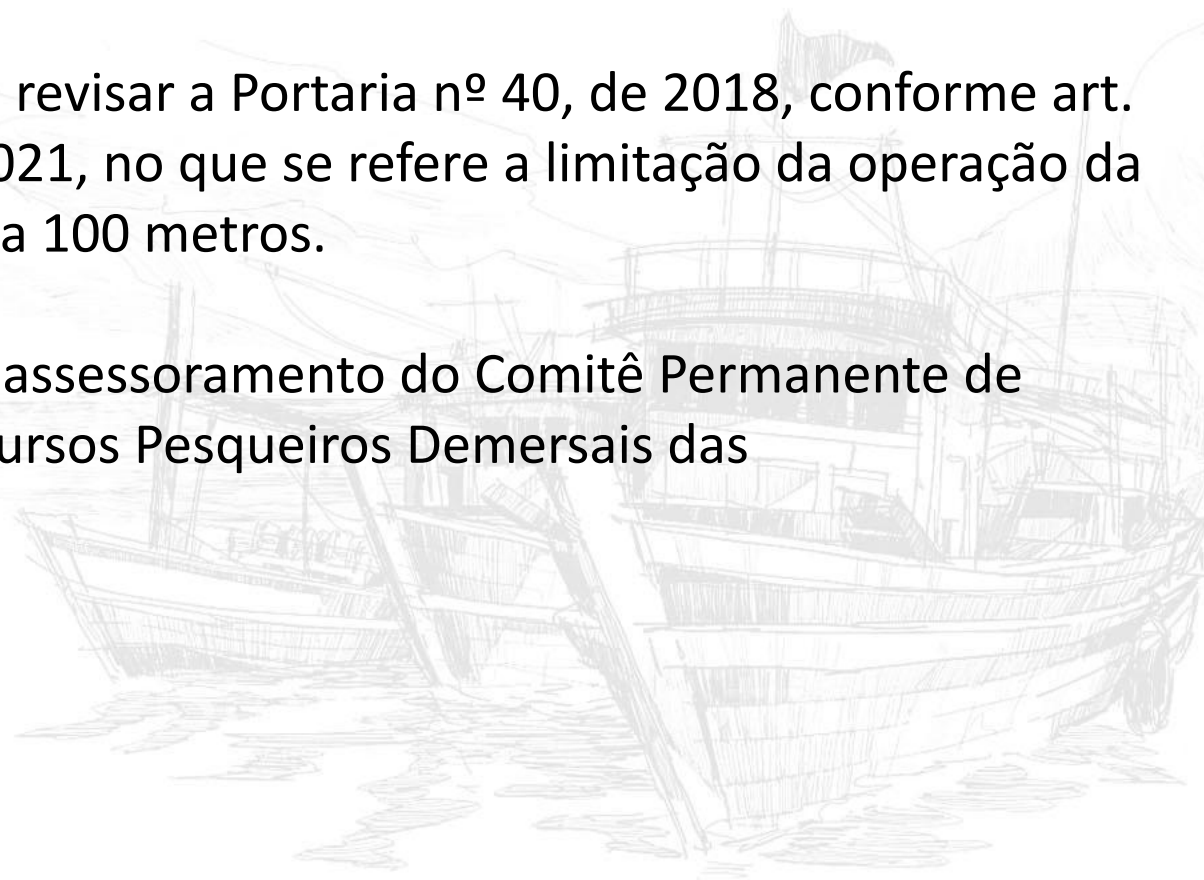 revisar a Portaria nº 40, de 2018, conforme art.
021, no que se refere a limitação da operação da
a 100 metros.
assessoramento do Comitê Permanente de
ursos Pesqueiros Demersais das